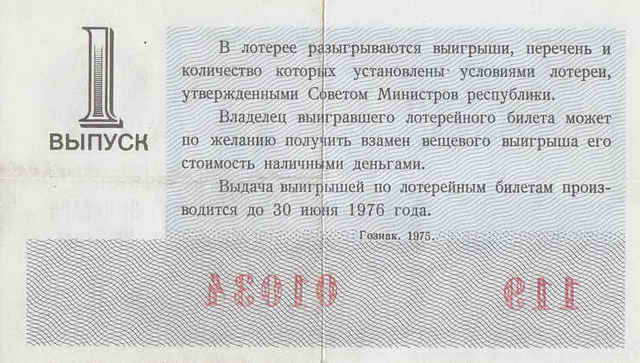 1
ВЫПУСК
В лотерее разыгрываются выигрыши, перечень и
количество которых установлены условиями лотереи,
утвержденными Советом Министров республики.
Владелец выигравшего лотерейного билета может
по желанию получить взамен вещевого выигрыша его
стоимость наличными деньгами.
Выдача выигрышей по лотерейным билетам произ-
водится до 30 июня 1976 года.
Гознак, 1975.